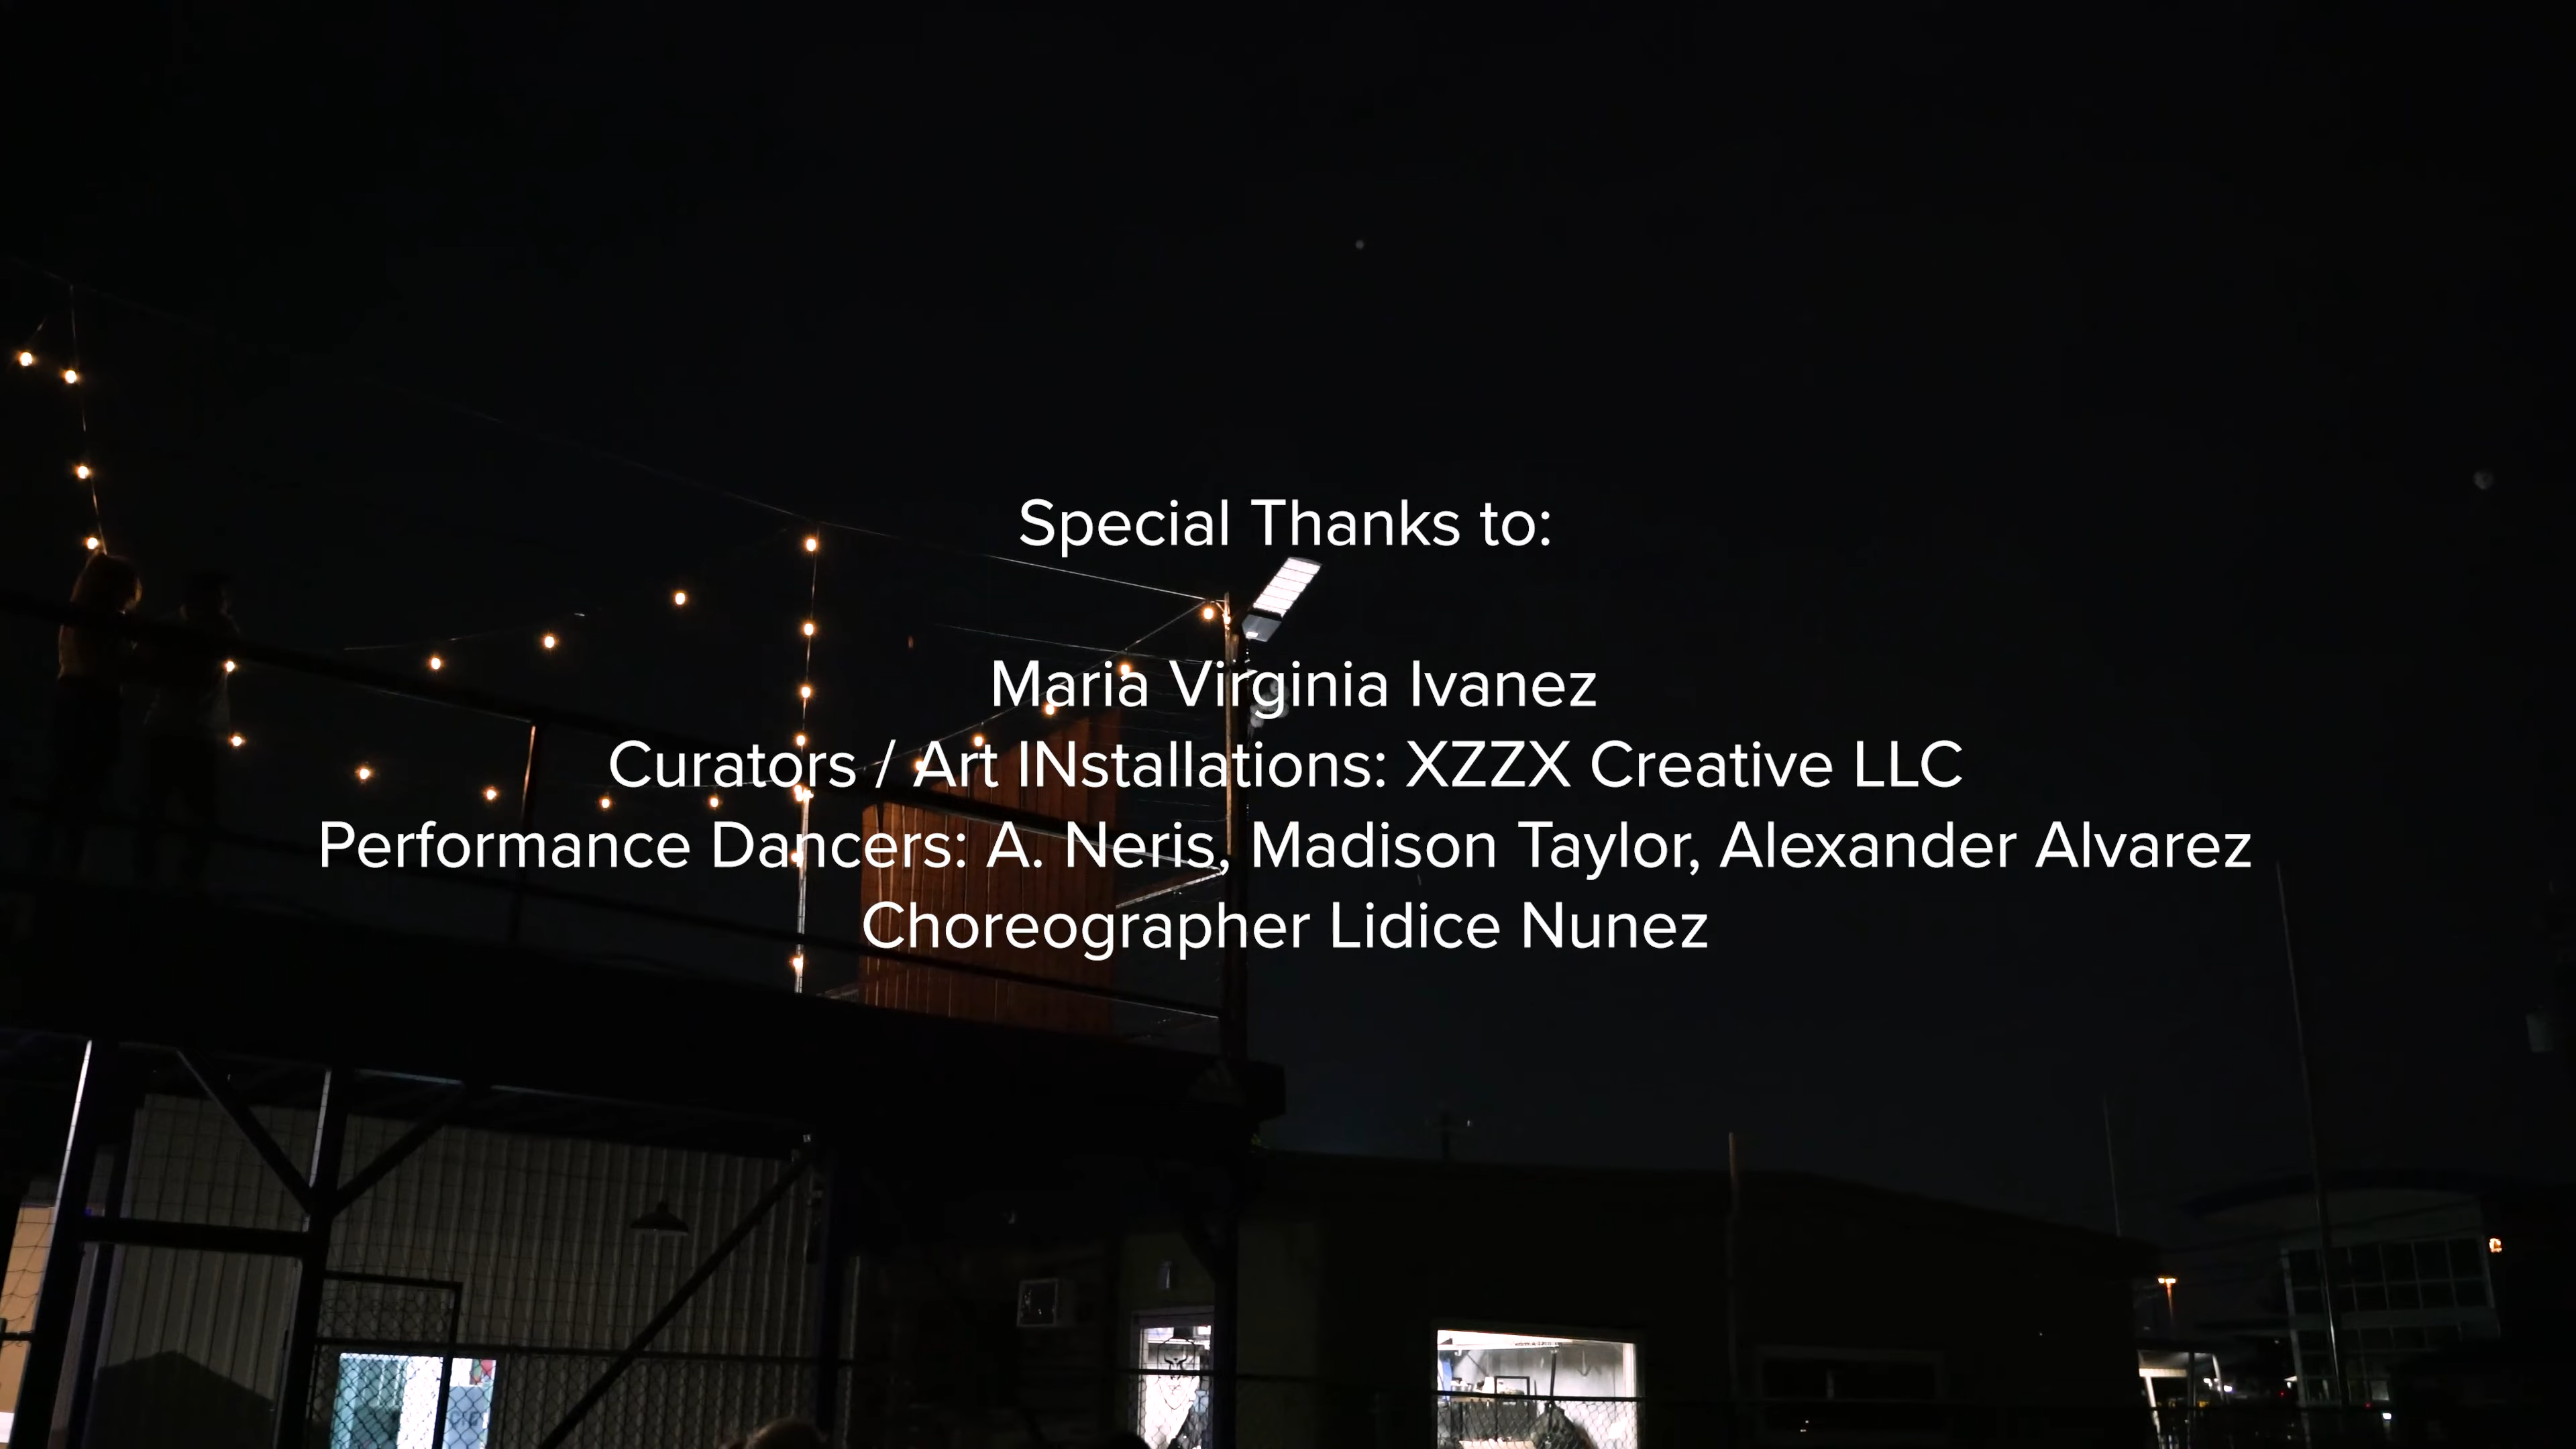 Special Thanks to:
Maria Virginia Ivanez
Curators / Art INstallations: XZZX Creative LLC
Performance Dancers: A. Neris, Madison Taylor, Alexander Alvarez
Choreographer Lidice Nunez